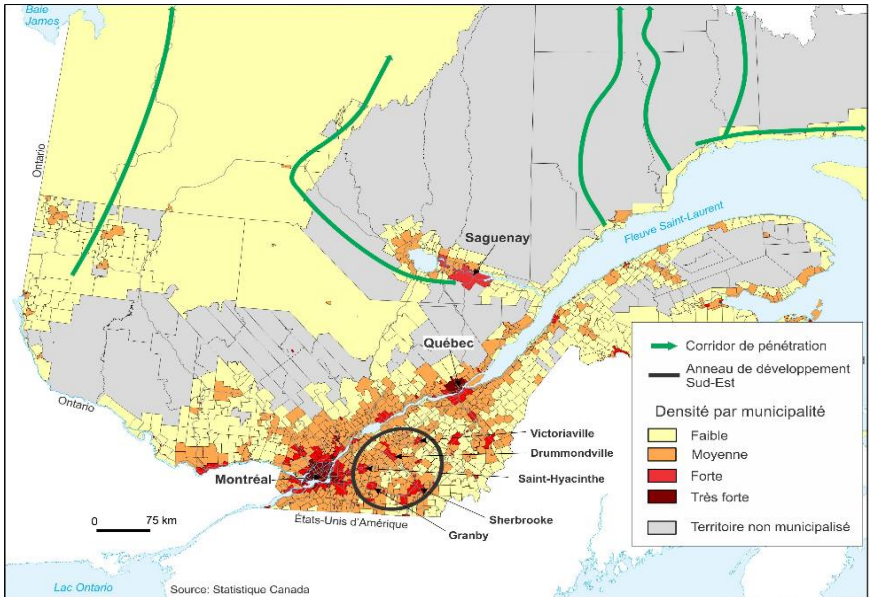 Baie
James
Ontario
Saguenay
Fleuve Saint-Laurent
Québec
Ontario
Montréal
Victoriaville
Drummondville
Saint-Hyacinthe
Sherbrooke
Granby
États-Unis d'Amérique
0 75 km
Lac Ontario
Source: Statistique Canada
Corridor de pénétration
Anneau de développement
Sud-Est
Densité par municipalité
Faible
Moyenne
Forte
Très forte
Territoire non municipalisé